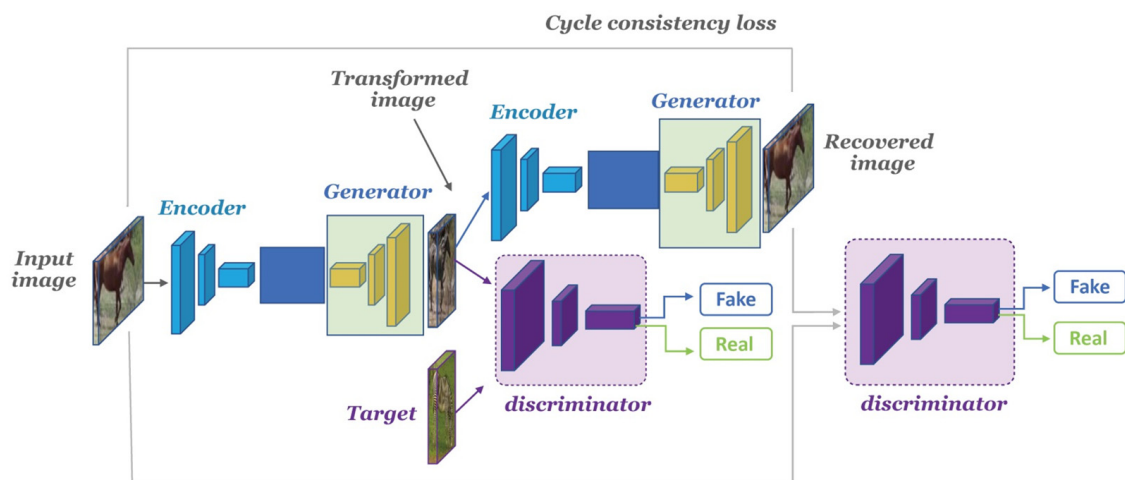 Cycle consistency loss
Transformed
image
Encoder
Generator
Recovered
image
Encoder
Generator
Input
image
Fake
Real
Target
discriminator
Fake
Real
discriminator